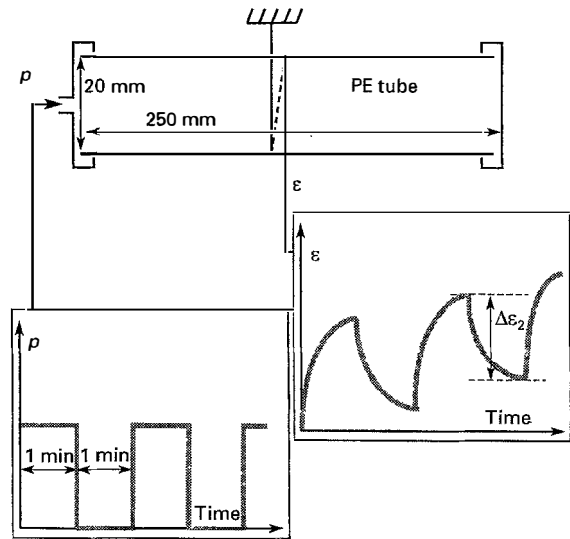 p
20 mm
PE tube
250 mm
ε
ε
Δε₂
Time
p
1 min
1 min
Time